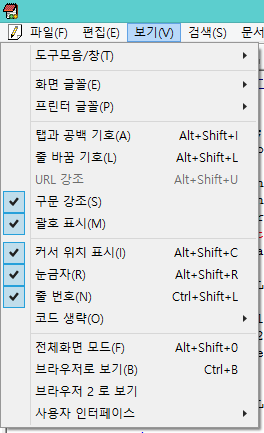 파일(F) 편집(E) 보기(V) 검색(S) 문서
도구모음/창(T)
화면 글꼴(E)
프린터 글꼴(P)
탭과 공백 기호(A) Alt+Shift+I
줄 바꿈 기호(L) Alt+Shift+L
URL 강조 Alt+Shift+U
구문 강조(S)
괄호 표시(M)
커서 위치 표시(I) Alt+Shift+C
눈금자(R) Alt+Shift+R
줄 번호(N) Ctrl+Shift+L
코드 생략(O)
전체화면 모드(F) Alt+Shift+0
브라우저로 보기(B) Ctrl+B
브라우저 2 로 보기
사용자 인터페이스